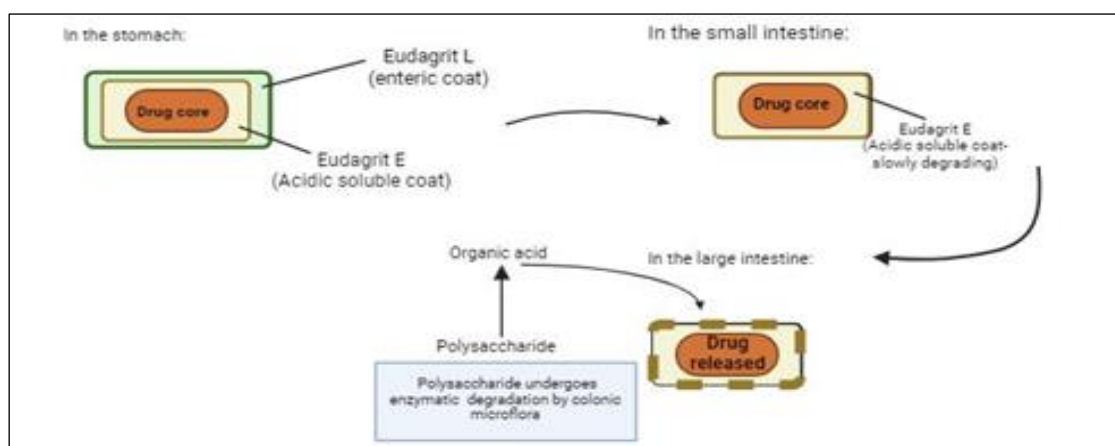 In the stomach:
Eudagrit L
(enteric coat)
Drug core
Eudagrit E
(Acidic soluble coat)
In the small intestine:
Drug core
Eudagrit E
(Acidic soluble coat-
slowly degrading)
Organic acid
In the large intestine:
Drug
released
Polysaccharide
Polysaccharide undergoes
enzymatic degradation by colonic
microflora